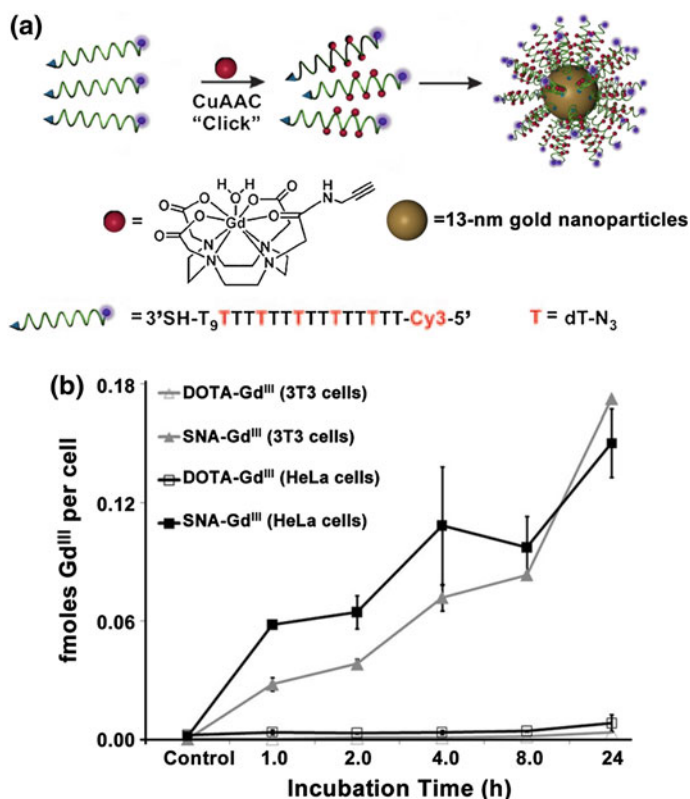 (a)
CuAAC
"Click"
H H
O
O
O
O
O
O
O
H
N
Gd
N
N
N
N
=
=13-nm gold nanoparticles
=3'SH-T₉TTTTTTTTTTTTTTT-Cy3-5'
T = dT-N₃
(b)
0.18
0.12
0.06
0.00
fmoles Gdᴵᴵᴵ per cell
DOTA-Gdᴵᴵᴵ (3T3 cells)
SNA-Gdᴵᴵᴵ (3T3 cells)
DOTA-Gdᴵᴵᴵ (HeLa cells)
SNA-Gdᴵᴵᴵ (HeLa cells)
Control 1.0 2.0 4.0 8.0 24
Incubation Time (h)